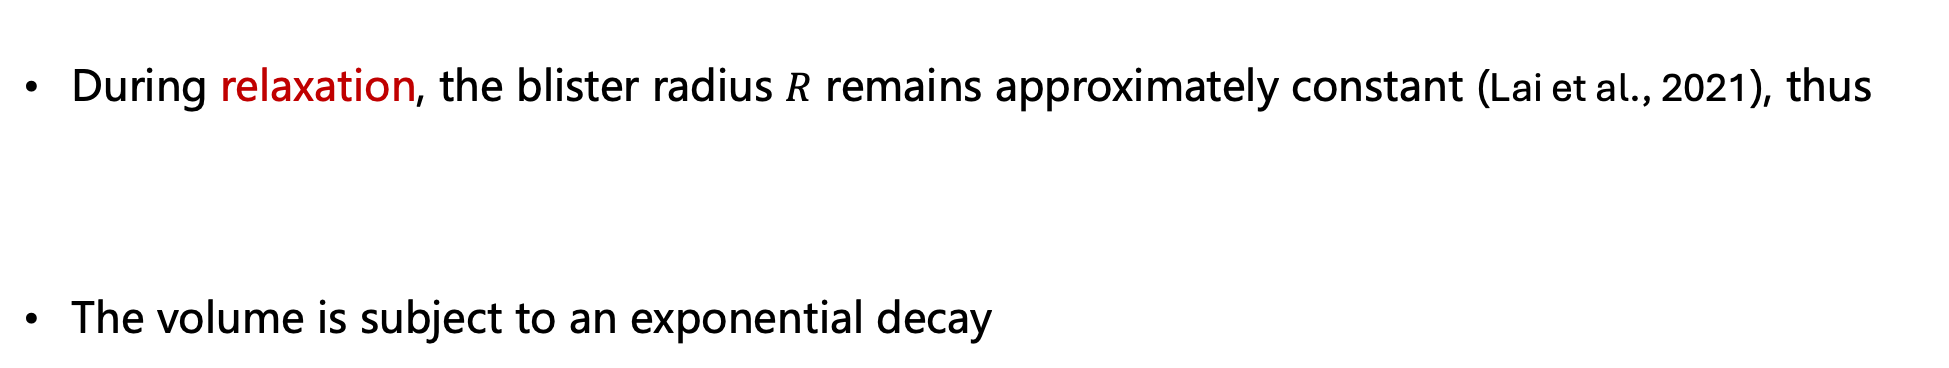 • During relaxation, the blister radius R remains approximately constant (Lai et al., 2021), thus
• The volume is subject to an exponential decay